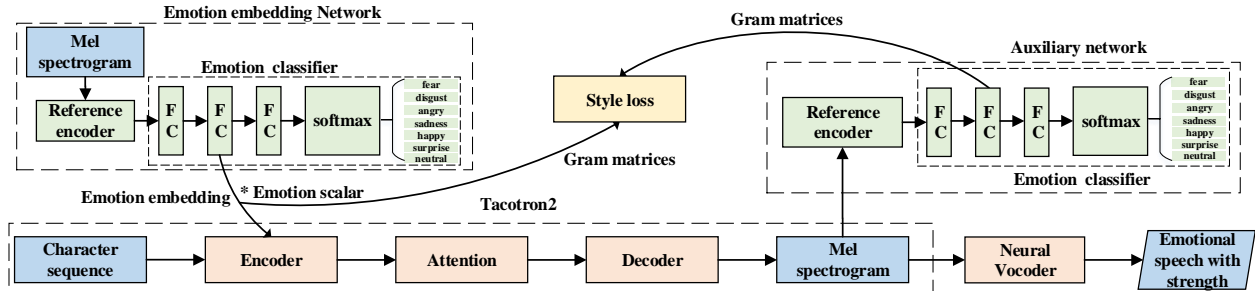 Emotion embedding Network
Mel
spectrogram
Reference
encoder
Emotion classifier
F
C
F
C
F
C
softmax
fear
disgust
angry
sadness
happy
surprise
neutral
Gram matrices
Style loss
Gram matrices
Auxiliary network
Reference
encoder
F
C
F
C
F
C
softmax
fear
disgust
angry
sadness
happy
surprise
neutral
Emotion classifier
Emotion embedding
* Emotion scalar
Tacotron2
Character
sequence
Encoder
Attention
Decoder
Mel
spectrogram
Neural
Vocoder
Emotional
speech with
strength